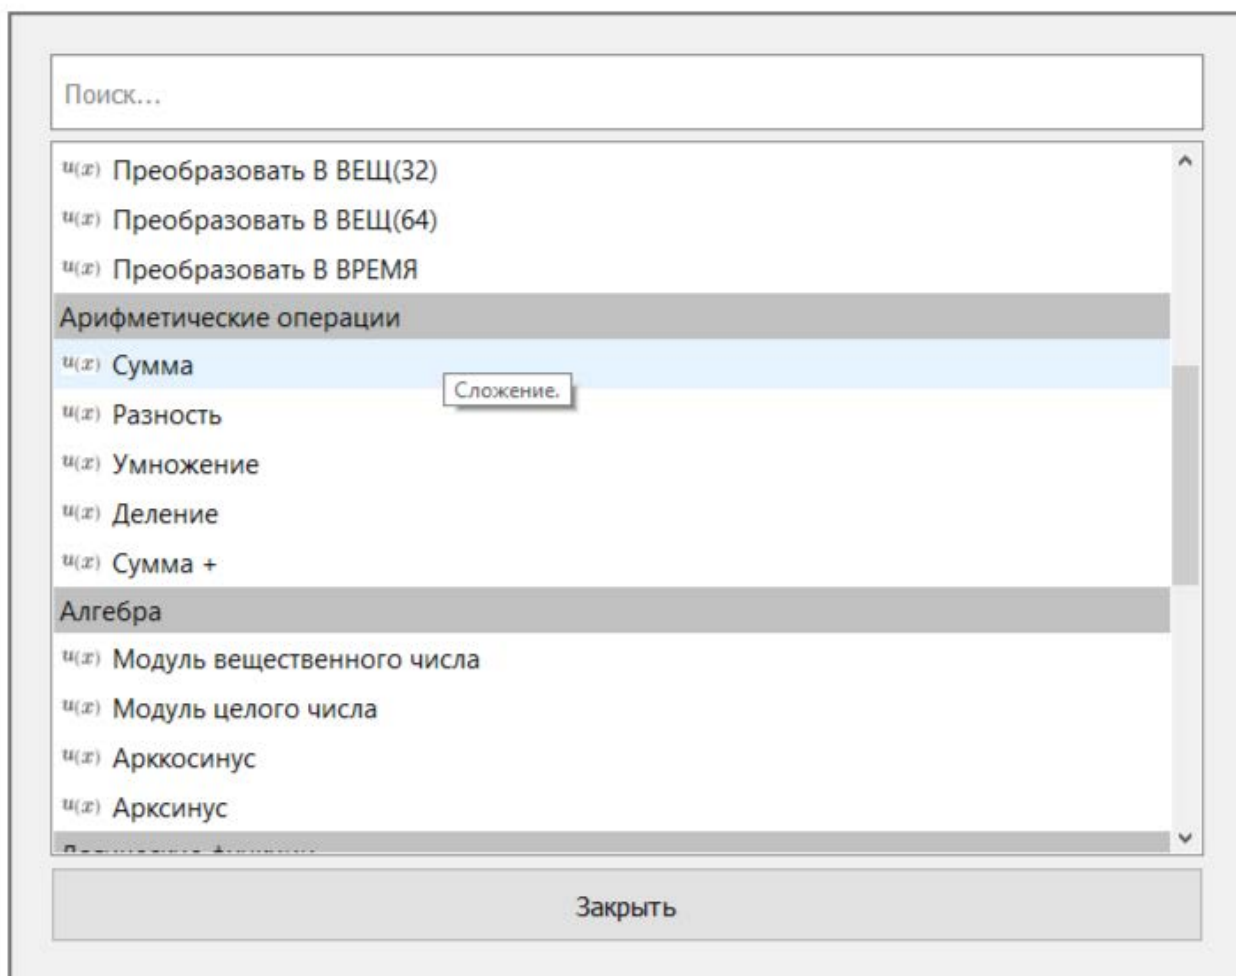 Поиск...
u(x) Преобразовать В ВЕЩ(32)
u(x) Преобразовать В ВЕЩ(64)
u(x) Преобразовать В ВРЕМЯ
Арифметические операции
u(x) Сумма
Сложение.
u(x) Разность
u(x) Умножение
u(x) Деление
u(x) Сумма +
Алгебра
u(x) Модуль вещественного числа
u(x) Модуль целого числа
u(x) Арккосинус
u(x) Арксинус
Закрыть